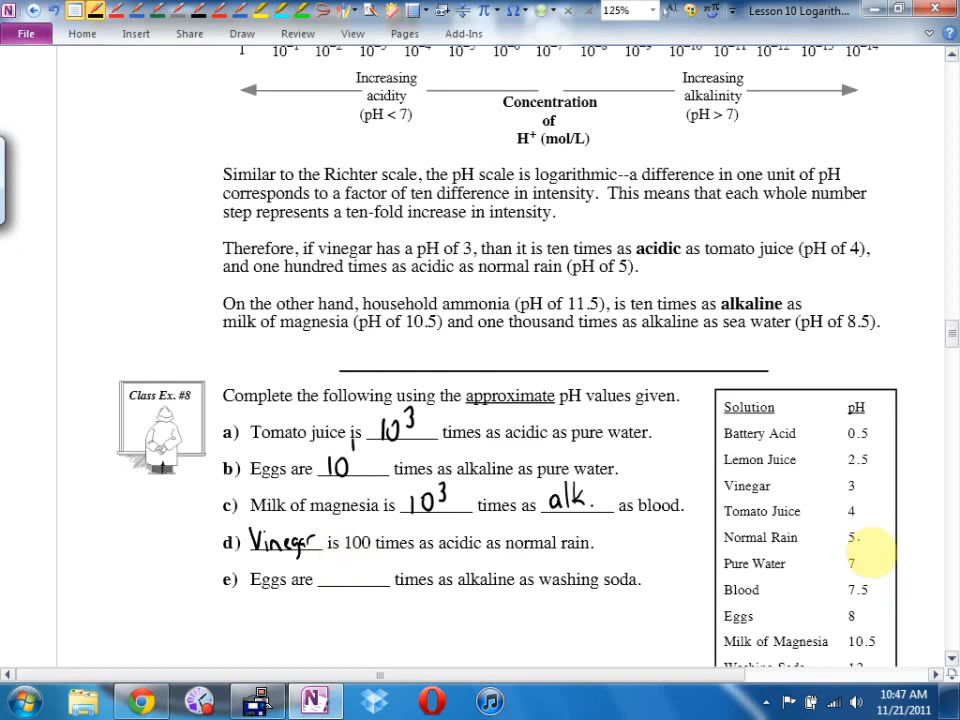 125%
Lesson 10 Logarith...
File Home Insert Share Draw Review View Pages Add-Ins
1 10⁻¹ 10⁻² 10⁻³ 10⁻⁴ 10⁻⁵ 10⁻⁶ 10⁻⁷ 10⁻⁸ 10⁻⁹ 10⁻¹⁰ 10⁻¹¹ 10⁻¹² 10⁻¹³ 10⁻¹⁴
Increasing
acidity
(pH < 7)
Concentration
of
H⁺ (mol/L)
Increasing
alkalinity
(pH > 7)
Similar to the Richter scale, the pH scale is logarithmic--a difference in one unit of pH
corresponds to a factor of ten difference in intensity. This means that each whole number
step represents a ten-fold increase in intensity.
Therefore, if vinegar has a pH of 3, than it is ten times as acidic as tomato juice (pH of 4),
and one hundred times as acidic as normal rain (pH of 5).
On the other hand, household ammonia (pH of 11.5), is ten times as alkaline as
milk of magnesia (pH of 10.5) and one thousand times as alkaline as sea water (pH of 8.5).
Class Ex. #8
Complete the following using the approximate pH values given.
a) Tomato juice is 10³ times as acidic as pure water.
b) Eggs are 10¹ times as alkaline as pure water.
c) Milk of magnesia is 10³ times as alk. as blood.
d) Vinegar is 100 times as acidic as normal rain.
e) Eggs are ________ times as alkaline as washing soda.
Solution pH
Battery Acid 0.5
Lemon Juice 2.5
Vinegar 3
Tomato Juice 4
Normal Rain 5
Pure Water 7
Blood 7.5
Eggs 8
Milk of Magnesia 10.5
Washing Soda 12
10:47 AM
11/21/2011